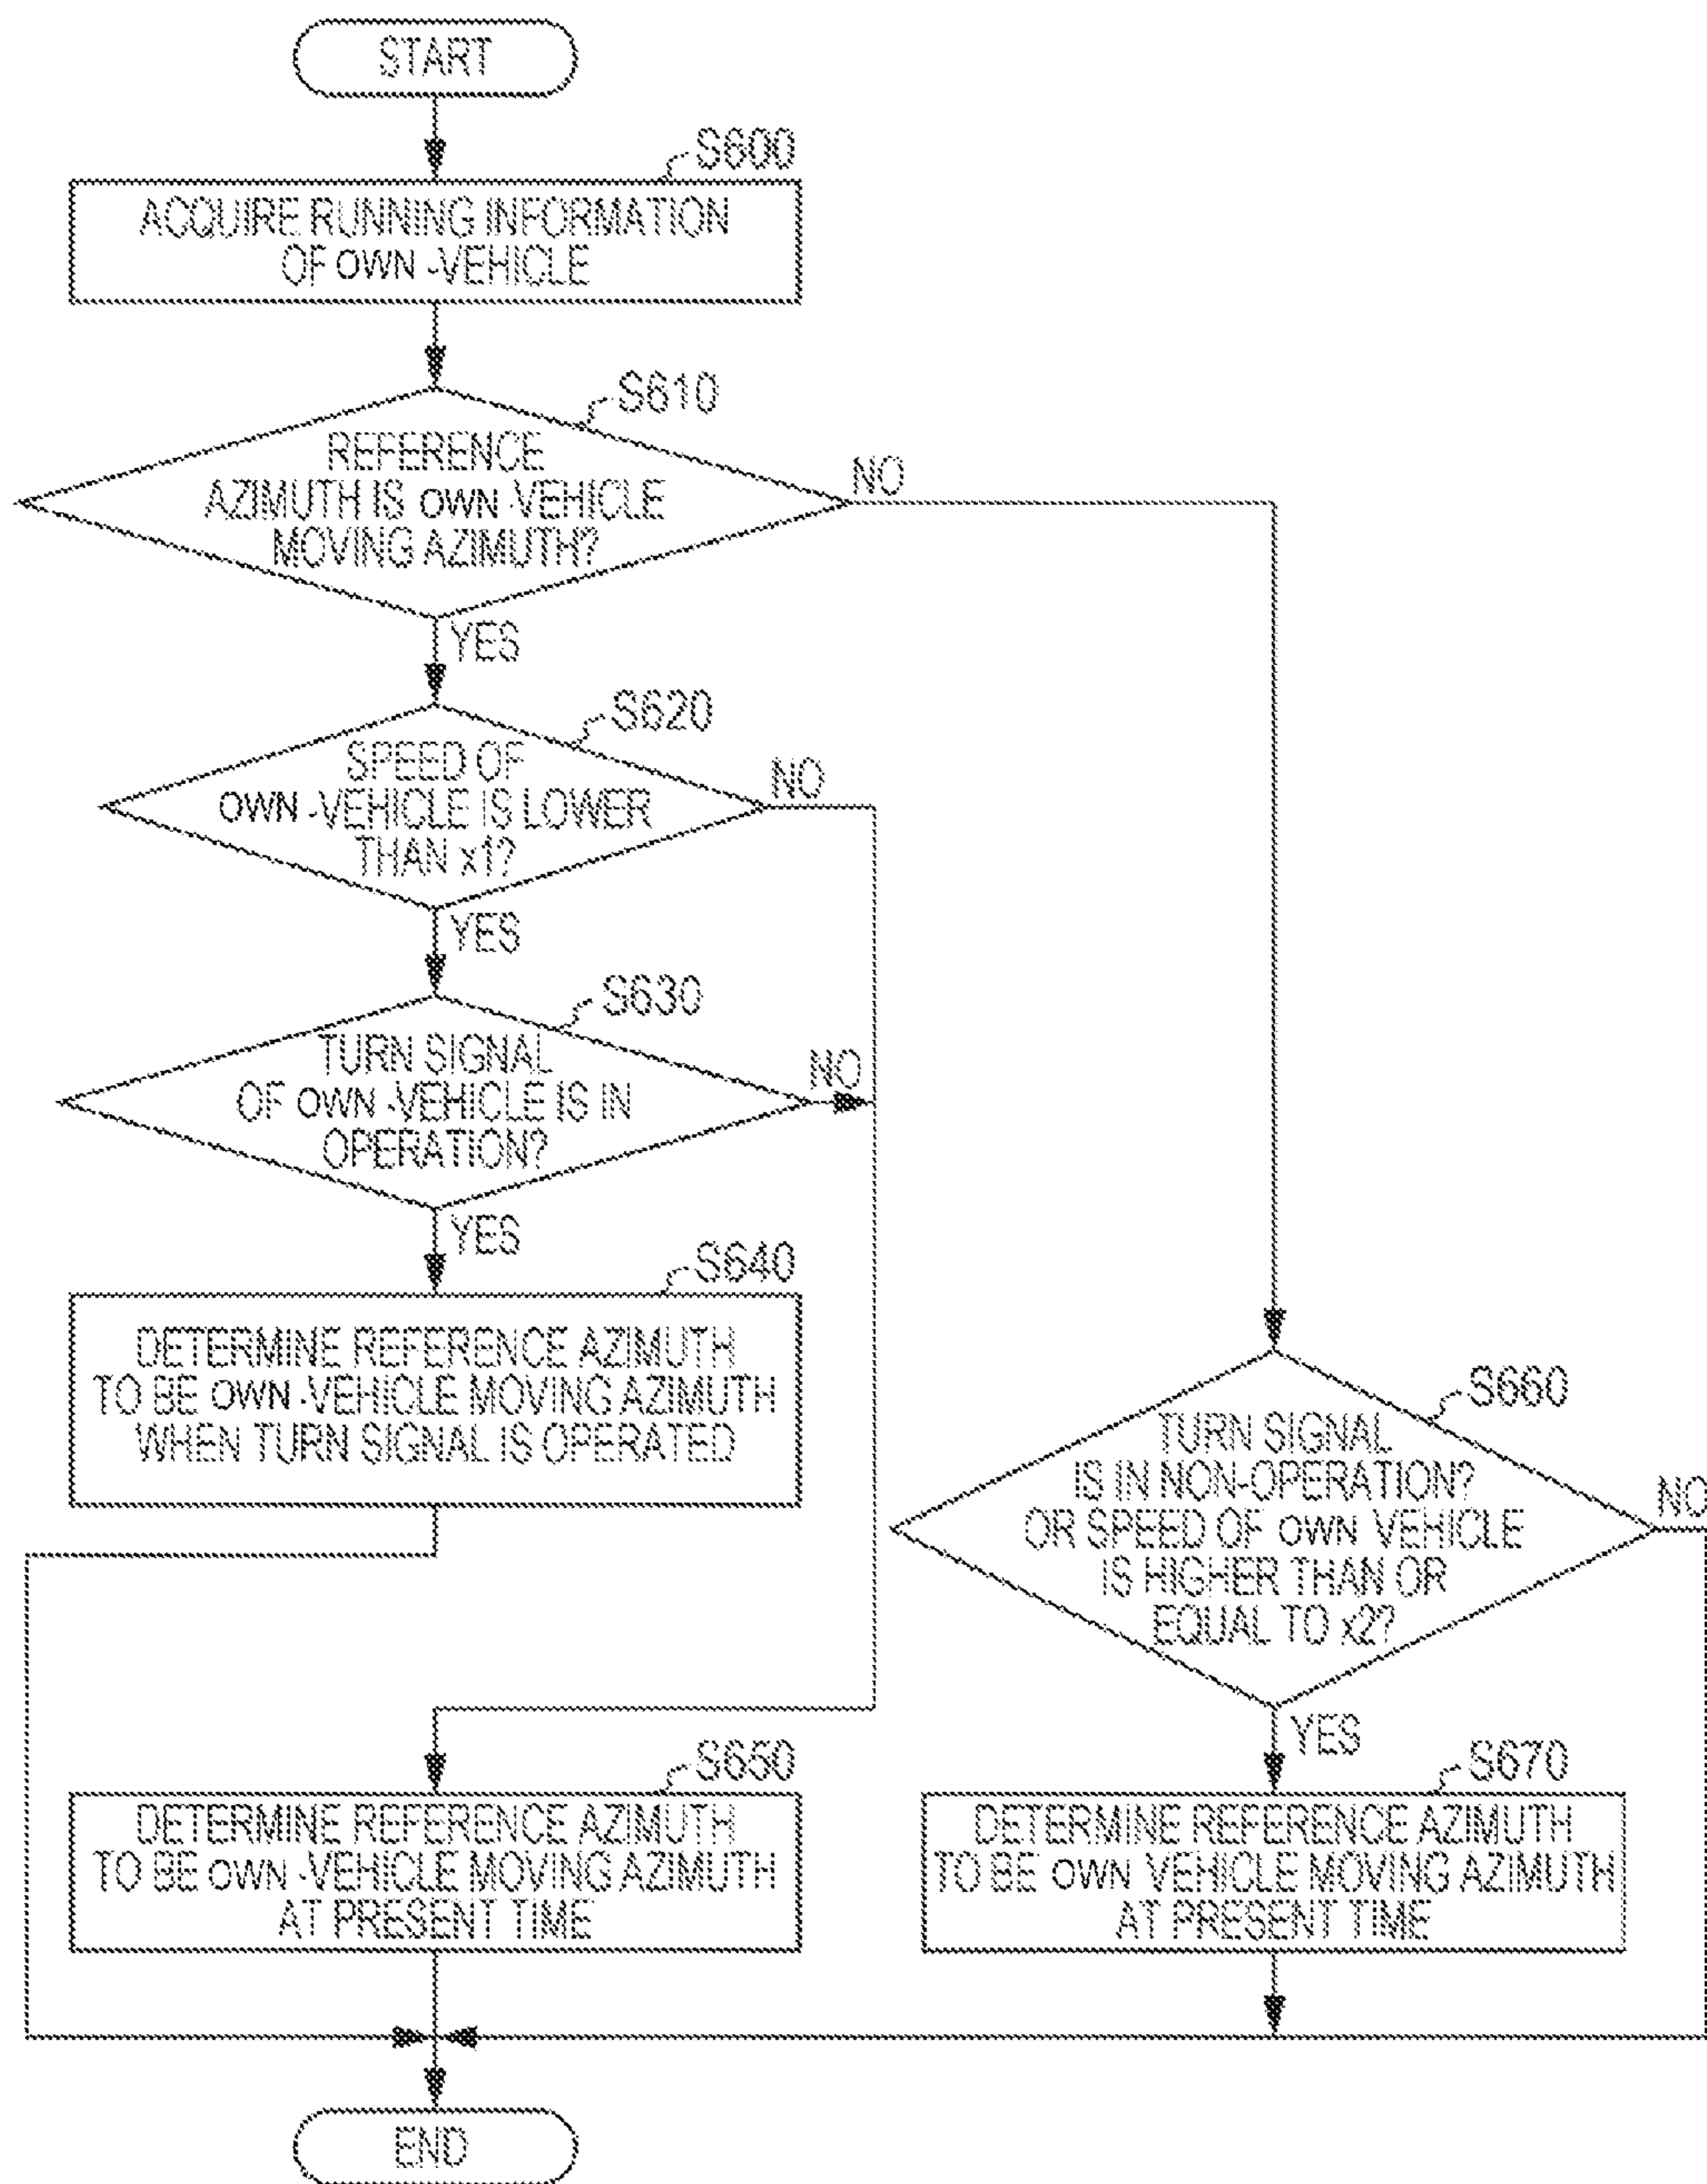 START
S600
ACQUIRE RUNNING INFORMATION
OF OWN -VEHICLE
S610
REFERENCE
AZIMUTH IS OWN -VEHICLE
MOVING AZIMUTH?
NO
YES
S620
SPEED OF
OWN -VEHICLE IS LOWER
THAN x1?
NO
YES
S630
TURN SIGNAL
OF OWN -VEHICLE IS IN
OPERATION?
NO
YES
S640
DETERMINE REFERENCE AZIMUTH
TO BE OWN -VEHICLE MOVING AZIMUTH
WHEN TURN SIGNAL IS OPERATED
S660
TURN SIGNAL
IS IN NON-OPERATION?
OR SPEED OF OWN VEHICLE
IS HIGHER THAN OR
EQUAL TO x2?
NO
YES
S650
DETERMINE REFERENCE AZIMUTH
TO BE OWN -VEHICLE MOVING AZIMUTH
AT PRESENT TIME
S670
DETERMINE REFERENCE AZIMUTH
TO BE OWN VEHICLE MOVING AZIMUTH
AT PRESENT TIME
END